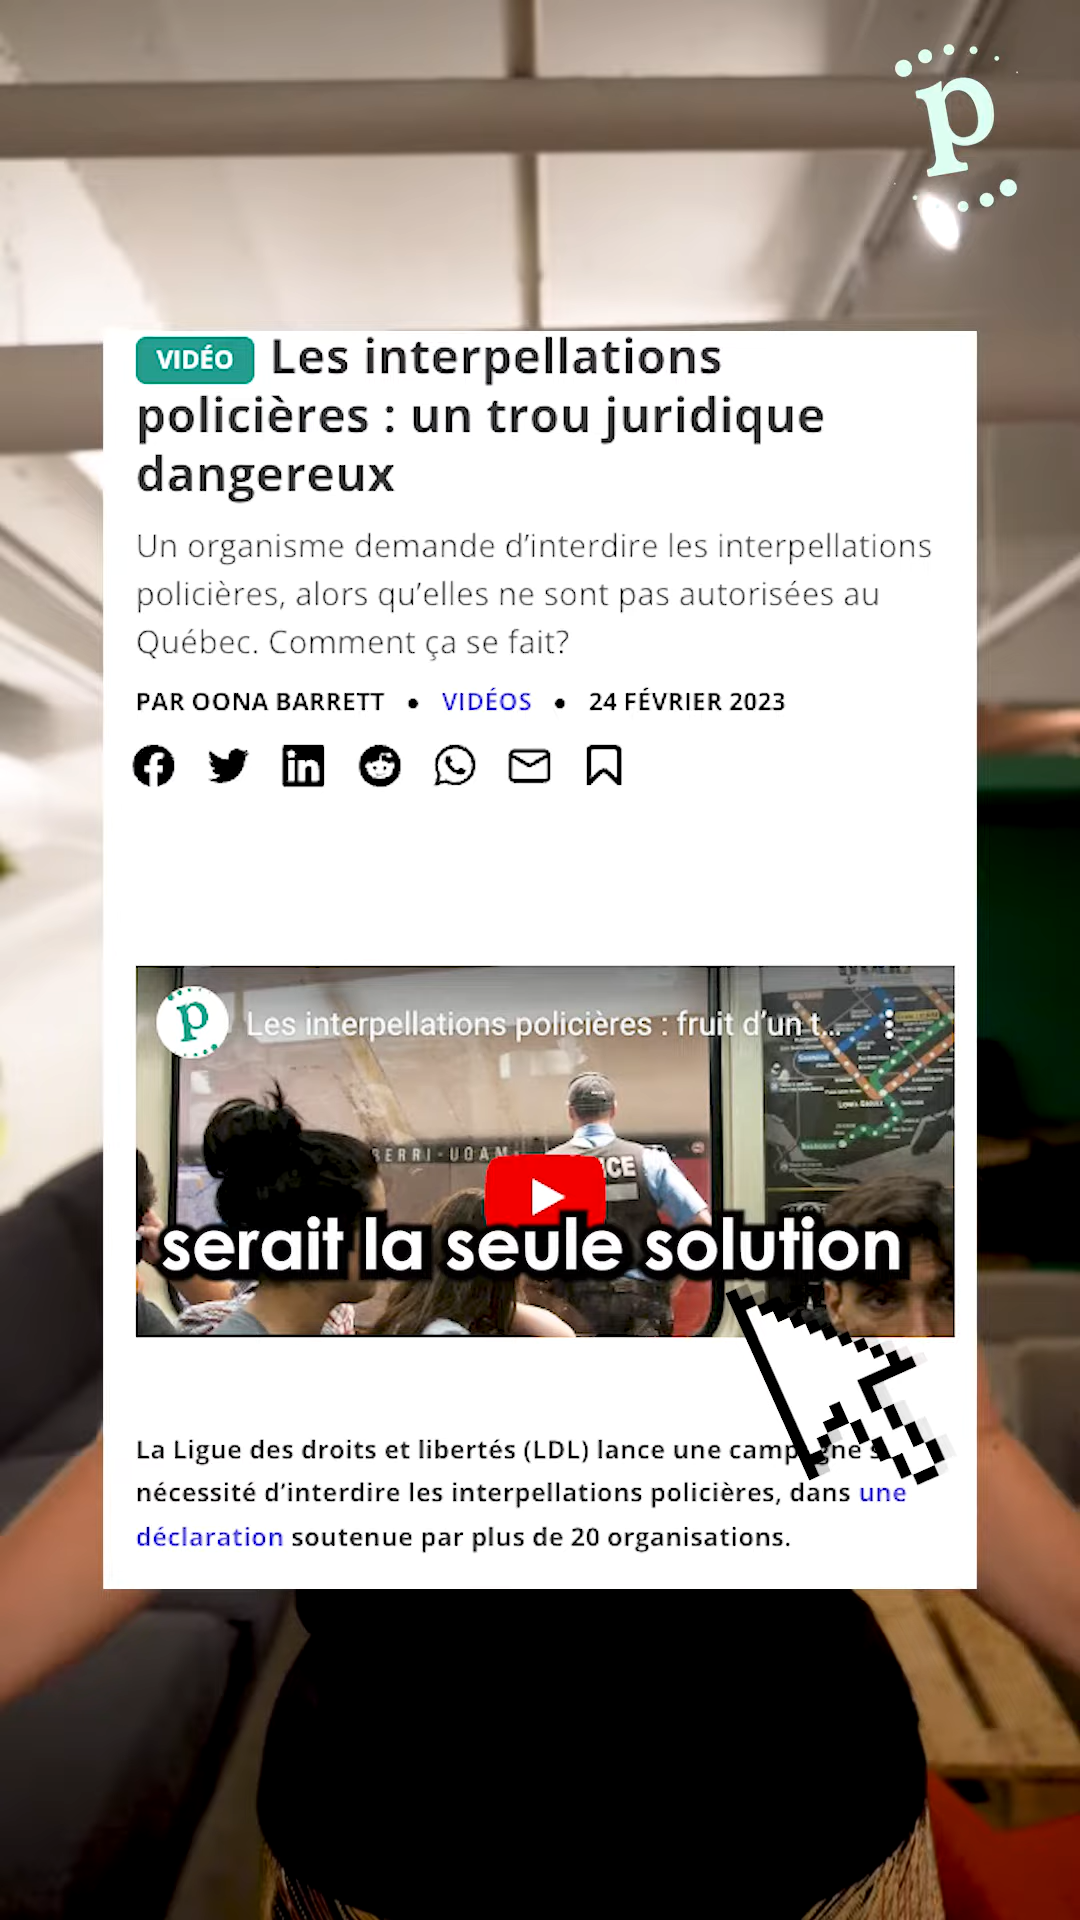 p
VIDÉO Les interpellations
policières : un trou juridique
dangereux
Un organisme demande d’interdire les interpellations
policières, alors qu’elles ne sont pas autorisées au
Québec. Comment ça se fait?
PAR OONA BARRETT • VIDÉOS • 24 FÉVRIER 2023
p Les interpellations policières : fruit d’un t...
BERRI-UQAM
serait la seule solution
La Ligue des droits et libertés (LDL) lance une
nécessité d’interdire les interpellations policières, dans une
déclaration soutenue par plus de 20 organisations.